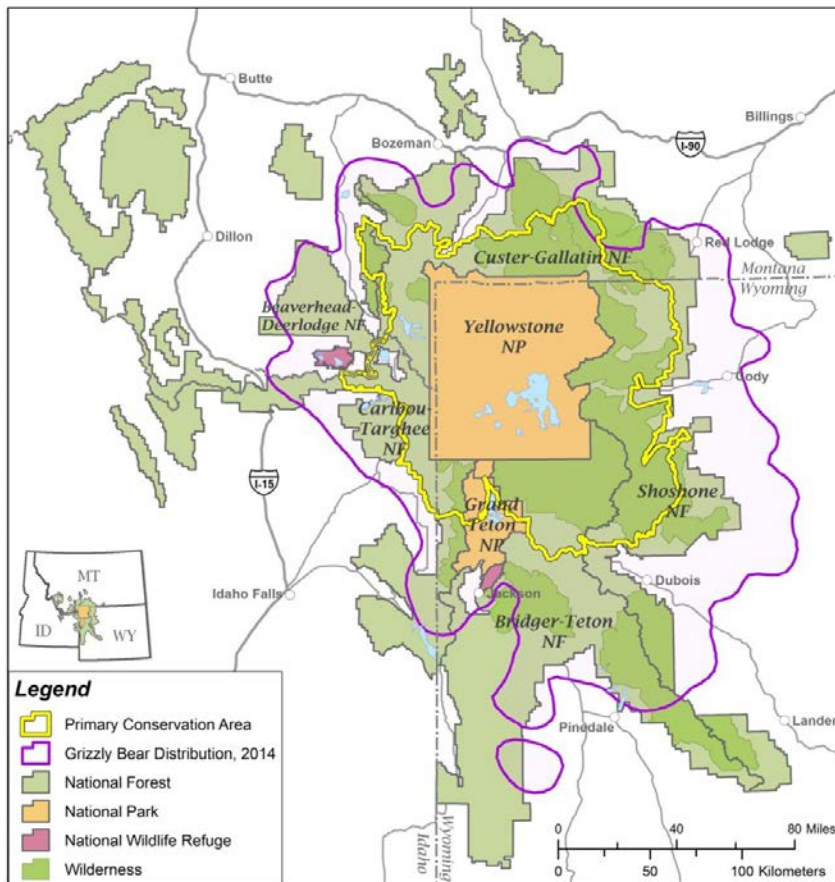 Butte
Billings
Bozeman
I-90
Dillon
Red Lodge
Custer-Gallatin NF
Montana
Wyoming
Beaverhead-
Deerlodge NF
Yellowstone
NP
Cody
Caribou-
Targhee
NF
I-15
Shoshone
NF
Grand
Teton
NP
MT
ID
WY
Idaho Falls
Dubois
Jackson
Bridger-Teton
NF
Legend
Primary Conservation Area
Grizzly Bear Distribution, 2014
National Forest
National Park
National Wildlife Refuge
Wilderness
Pinedale
Lander
Wyoming
Idaho
0 40 80 Miles
0 50 100 Kilometers